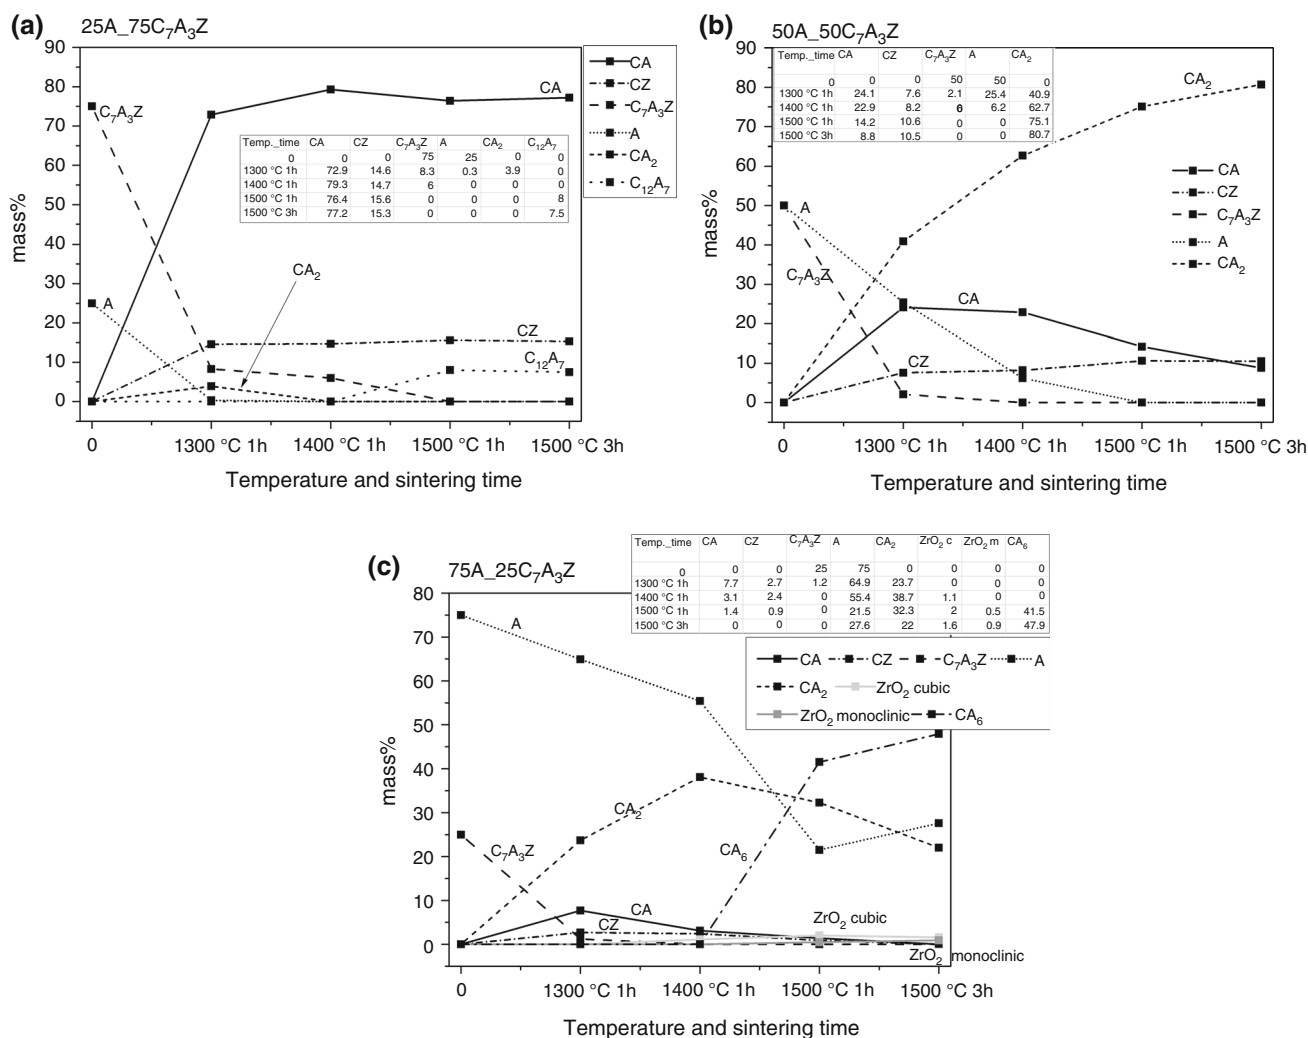 (a) 25A_75C₇A₃Z
90
80
70
60
50
40
30
20
10
0
mass%
C₇A₃Z
A
CA₂
CA
CZ
C₁₂A₇
Temp._time CA CZ C₇A₃Z A CA₂ C₁₂A₇
0 0 0 75 25 0 0
1300 °C 1h 72.9 14.6 8.3 0.3 3.9 0
1400 °C 1h 79.3 14.7 6 0 0 0
1500 °C 1h 76.4 15.6 0 0 0 8
1500 °C 3h 77.2 15.3 0 0 0 7.5
CA
CZ
C₇A₃Z
A
CA₂
C₁₂A₇
0 1300 °C 1h 1400 °C 1h 1500 °C 1h 1500 °C 3h
Temperature and sintering time
(b) 50A_50C₇A₃Z
90
80
70
60
50
40
30
20
10
0
mass%
Temp._time CA CZ C₇A₃Z A CA₂
0 0 0 50 50 0
1300 °C 1h 24.1 7.6 2.1 25.4 40.9
1400 °C 1h 22.9 8.2 0 6.2 62.7
1500 °C 1h 14.2 10.6 0 0 75.1
1500 °C 3h 8.8 10.5 0 0 80.7
CA₂
A
C₇A₃Z
CA
CZ
CA
CZ
C₇A₃Z
A
CA₂
0 1300 °C 1h 1400 °C 1h 1500 °C 1h 1500 °C 3h
Temperature and sintering time
(c) 75A_25C₇A₃Z
80
70
60
50
40
30
20
10
0
mass%
Temp._time CA CZ C₇A₃Z A CA₂ ZrO₂ c ZrO₂ m CA₆
0 0 0 25 75 0 0 0 0
1300 °C 1h 7.7 2.7 1.2 64.9 23.7 0 0 0
1400 °C 1h 3.1 2.4 0 55.4 38.7 1.1 0 0
1500 °C 1h 1.4 0.9 0 21.5 32.3 2 0.5 41.5
1500 °C 3h 0 0 0 27.6 22 1.6 0.9 47.9
CA CZ C₇A₃Z A
CA₂ ZrO₂ cubic
ZrO₂ monoclinic CA₆
A
CA₂
C₇A₃Z
CA₆
CA
CZ
ZrO₂ cubic
ZrO₂ monoclinic
0 1300 °C 1h 1400 °C 1h 1500 °C 1h 1500 °C 3h
Temperature and sintering time